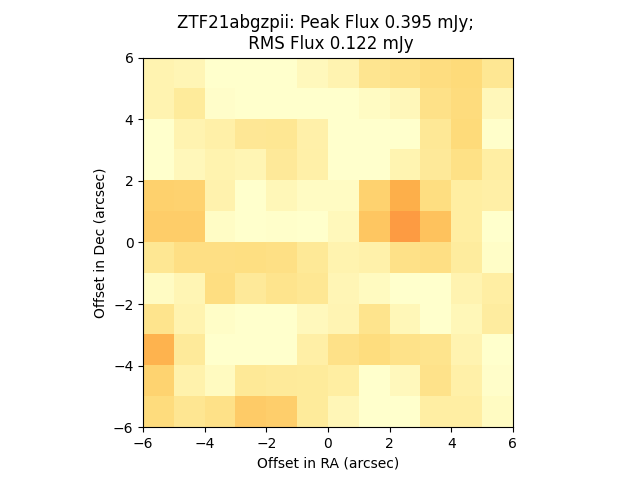 ZTF21abgzpii: Peak Flux 0.395 mJy;
RMS Flux 0.122 mJy
6
4
2
0
−2
−4
−6
Offset in Dec (arcsec)
−6 −4 −2 0 2 4 6
Offset in RA (arcsec)